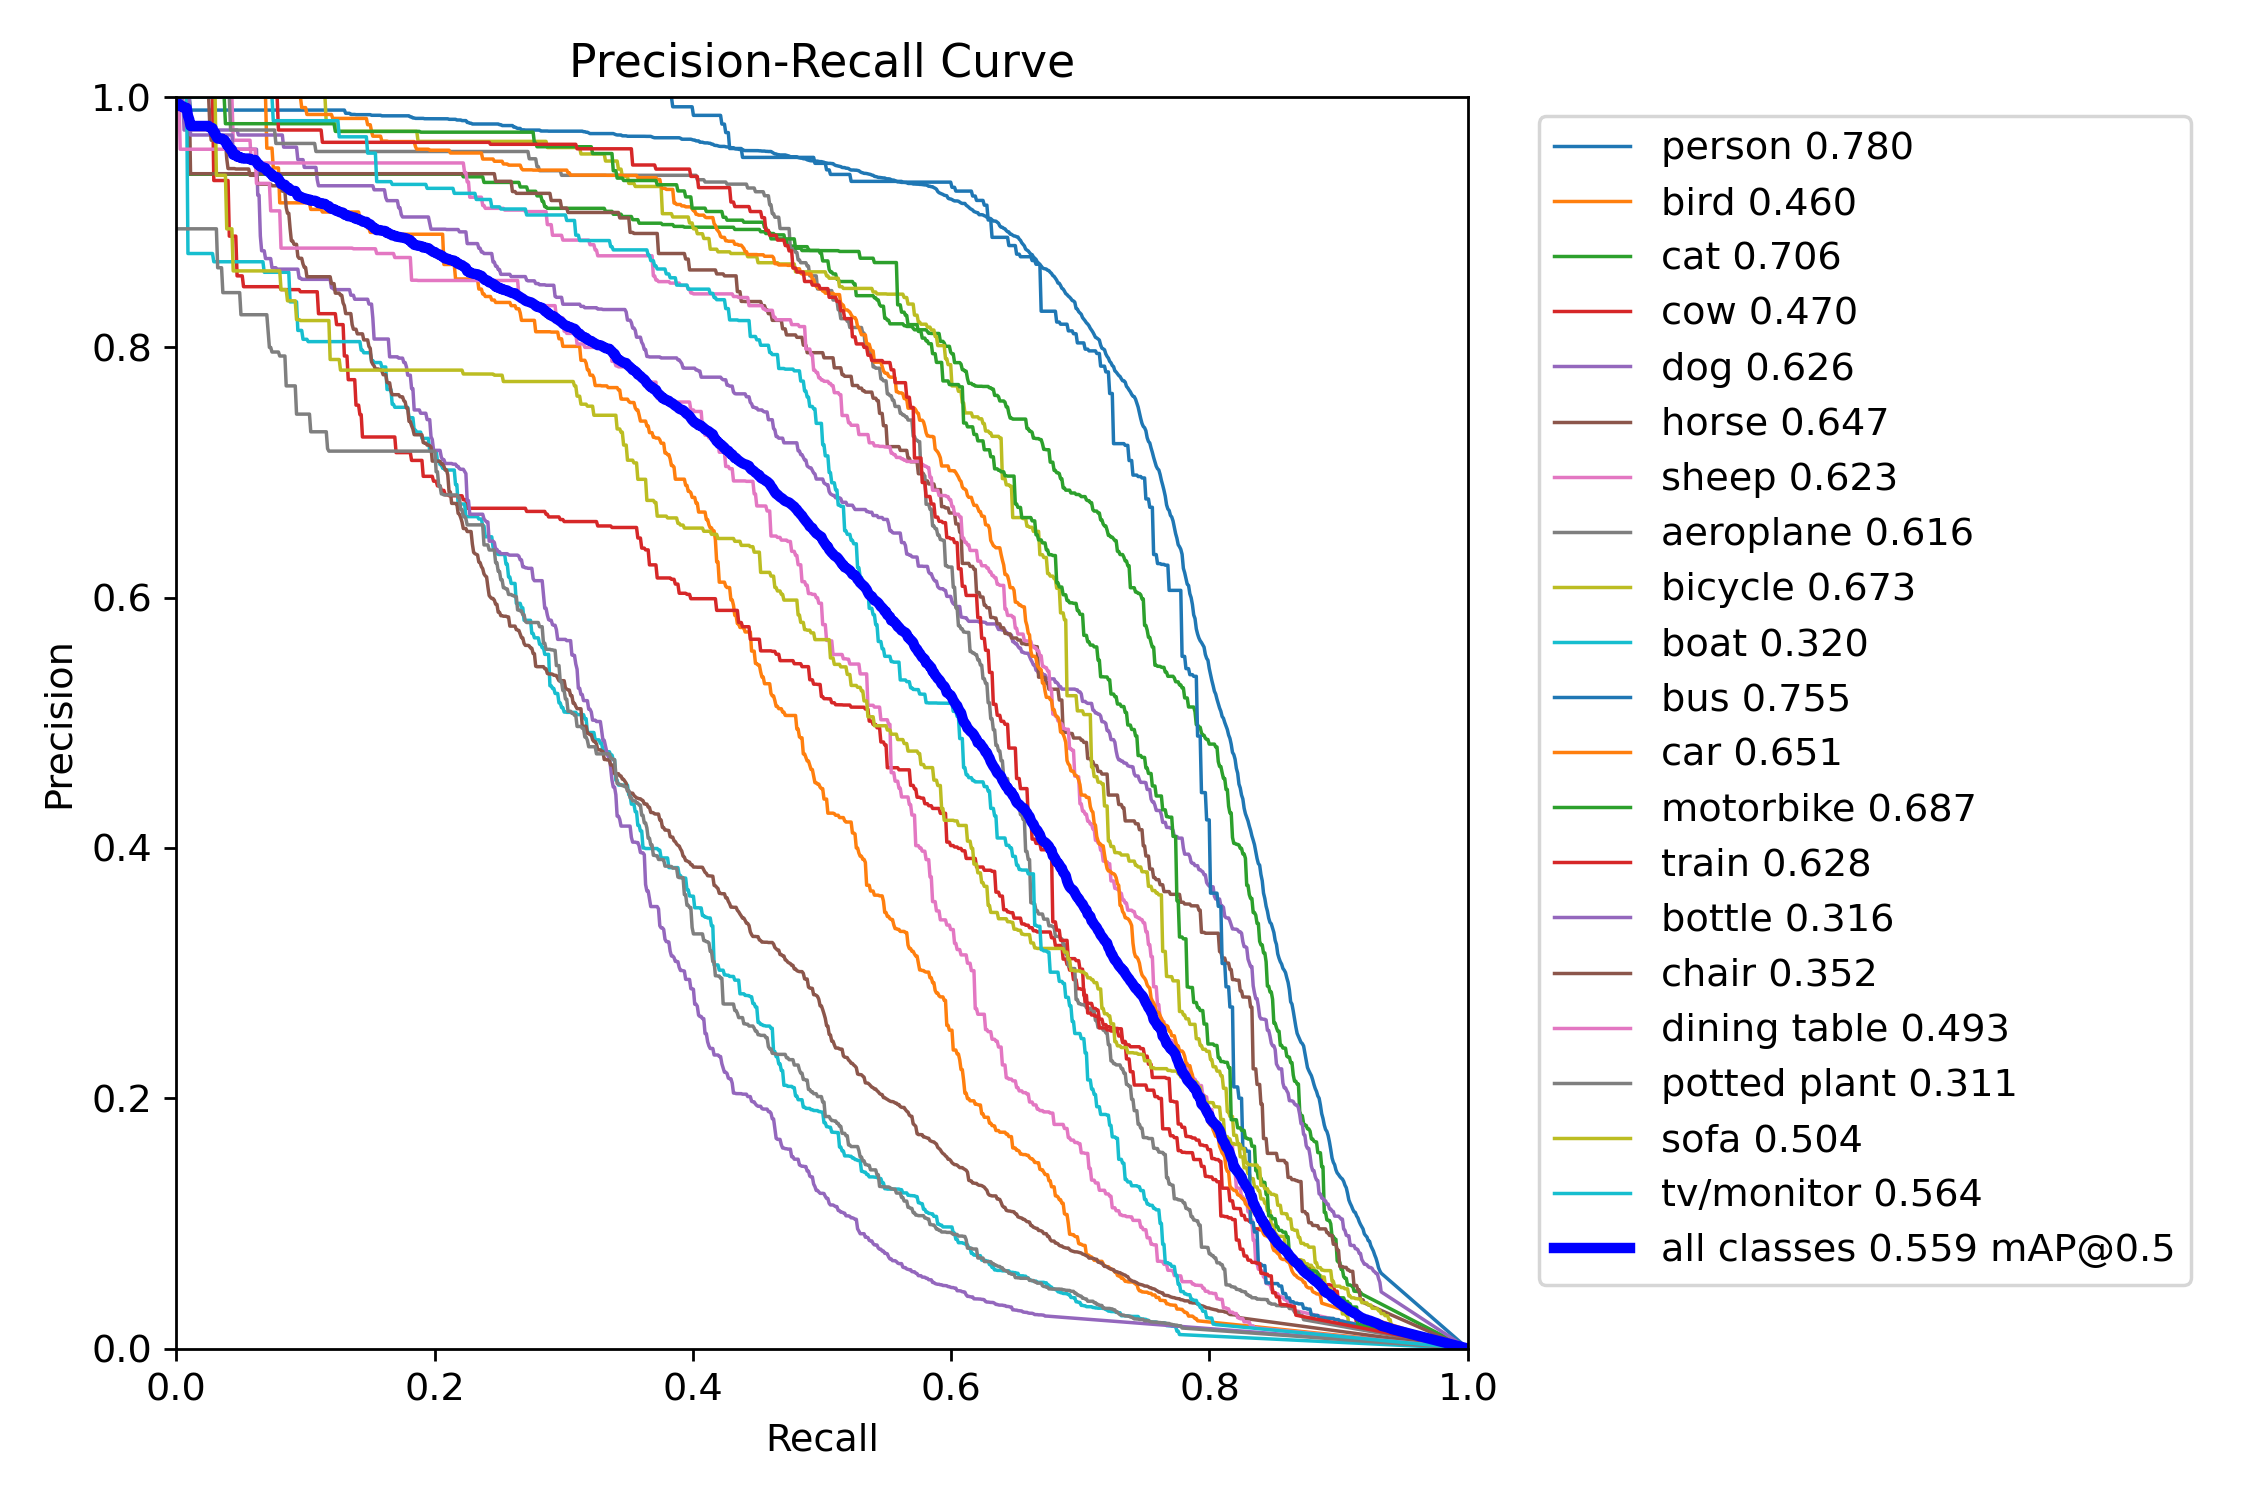 Precision-Recall Curve
1.0
0.8
0.6
0.4
0.2
0.0
Precision
0.0 0.2 0.4 0.6 0.8 1.0
Recall
person 0.780
bird 0.460
cat 0.706
cow 0.470
dog 0.626
horse 0.647
sheep 0.623
aeroplane 0.616
bicycle 0.673
boat 0.320
bus 0.755
car 0.651
motorbike 0.687
train 0.628
bottle 0.316
chair 0.352
dining table 0.493
potted plant 0.311
sofa 0.504
tv/monitor 0.564
all classes 0.559 mAP@0.5